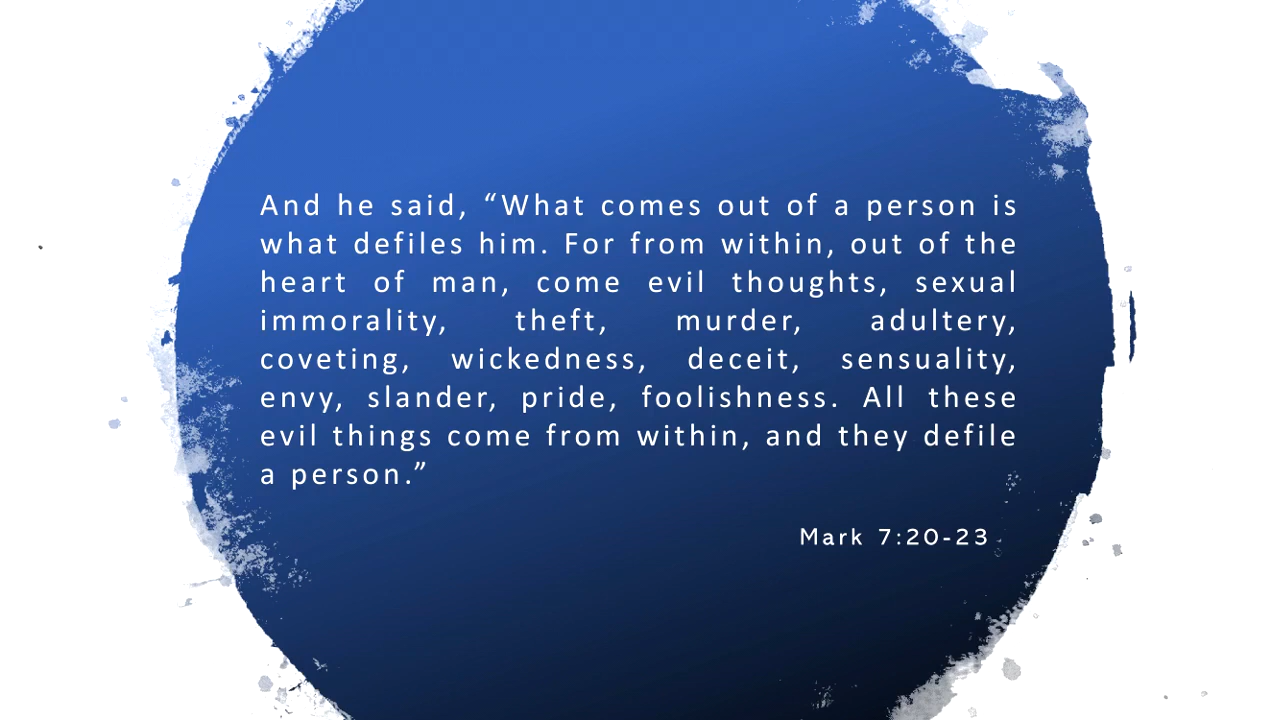 And he said, “What comes out of a person is
what defiles him. For from within, out of the
heart of man, come evil thoughts, sexual
immorality, theft, murder, adultery,
coveting, wickedness, deceit, sensuality,
envy, slander, pride, foolishness. All these
evil things come from within, and they defile
a person.”
Mark 7:20-23